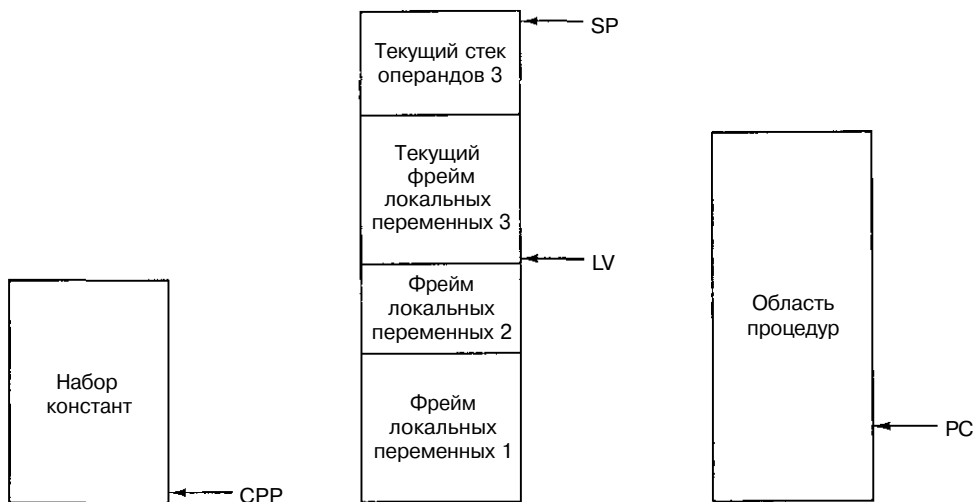 SP
Текущий стек
операндов 3
Текущий
фрейм
локальных
переменных 3
LV
Фрейм
локальных
переменных 2
Область
процедур
Набор
констант
Фрейм
локальных
переменных 1
PC
CPP